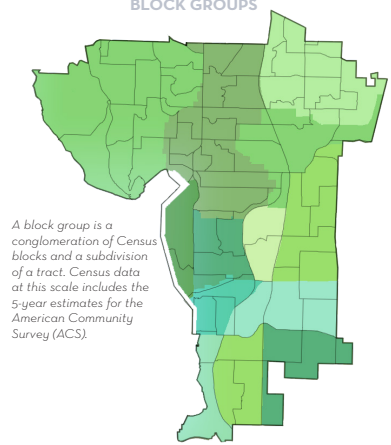 BLOCK GROUPS
A block group is a
conglomeration of Census
blocks and a subdivision
of a tract. Census data
at this scale includes the
5-year estimates for the
American Community
Survey (ACS).